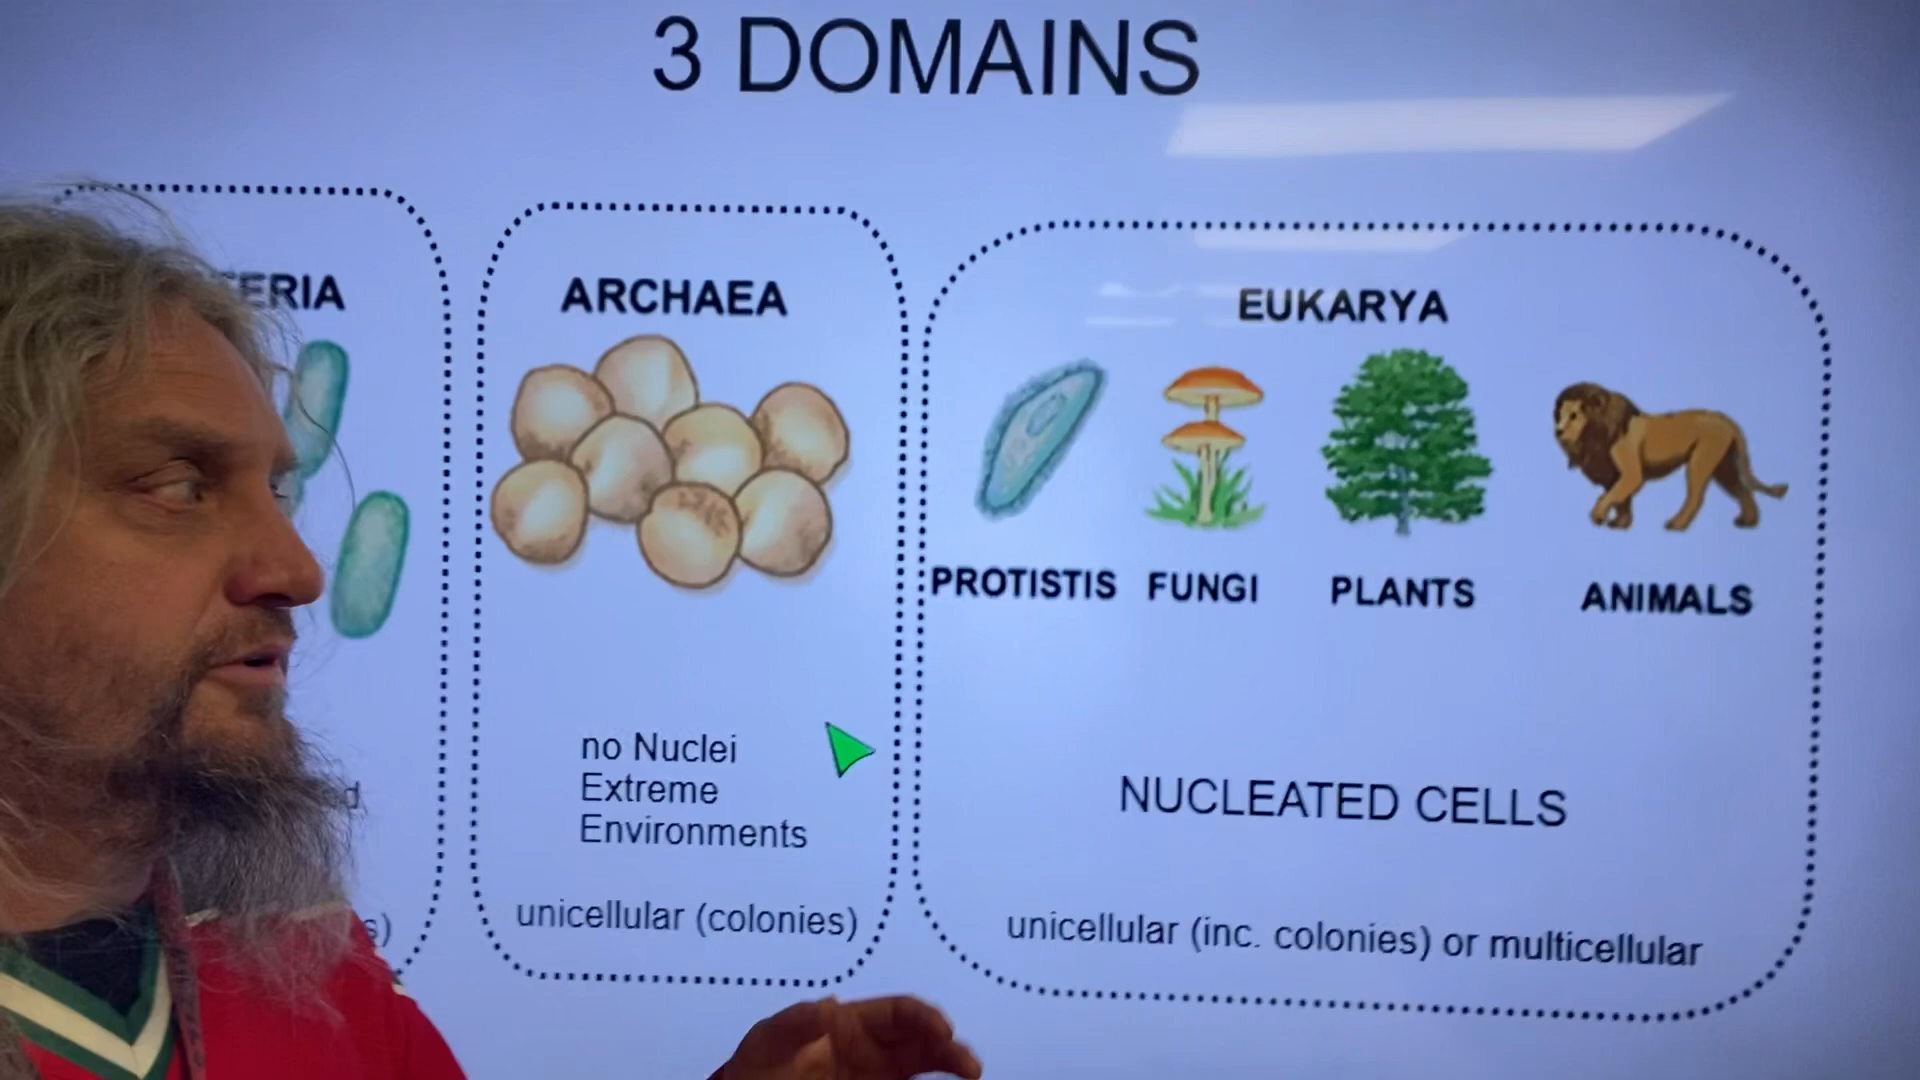 3 DOMAINS
TERIA
ARCHAEA
EUKARYA
PROTISTIS
FUNGI
PLANTS
ANIMALS
no Nuclei
Extreme
Environments
NUCLEATED CELLS
d
s)
unicellular (colonies)
unicellular (inc. colonies) or multicellular